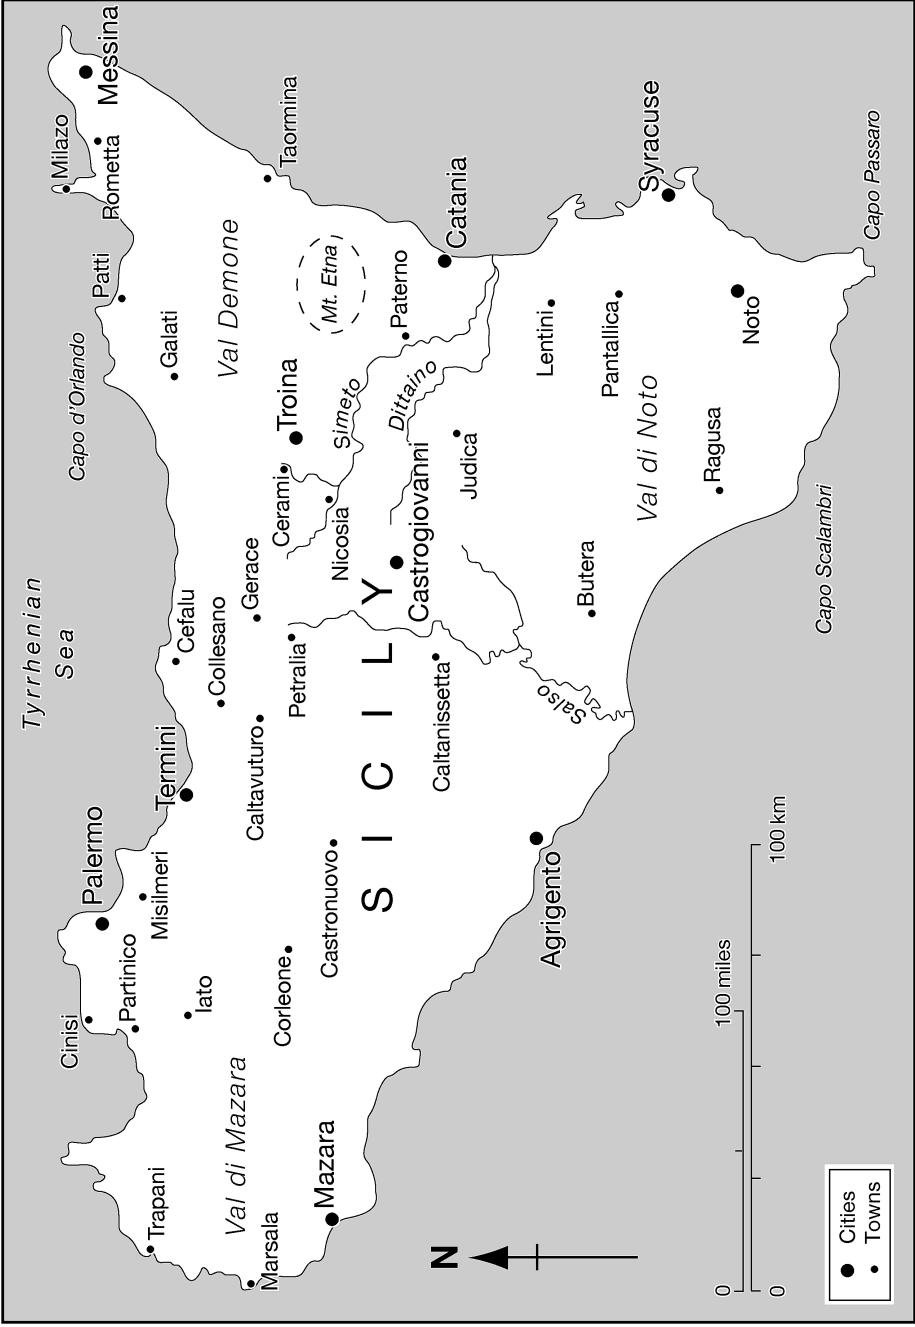 Tyrrhenian
Sea
Capo d'Orlando
Milazo
Messina
Rometta
Patti
Galati
Taormina
Val Demone
Mt. Etna
Cinisi
Palermo
Partinico
Misilmeri
Termini
Cefalu
Collesano
Gerace
Cerami
Troina
Simeto
Paterno
Catania
Trapani
Iato
Caltavuturo
Petralia
Nicosia
Dittaino
Val di Mazara
Corleone
Castronuovo
S I C I L Y
Castrogiovanni
Judica
Marsala
Mazara
Caltanissetta
Lentini
Pantallica
Syracuse
Salso
Butera
Val di Noto
Agrigento
Ragusa
Noto
Capo Scalambri
Capo Passaro
N
0
100 miles
0
100 km
Cities
Towns